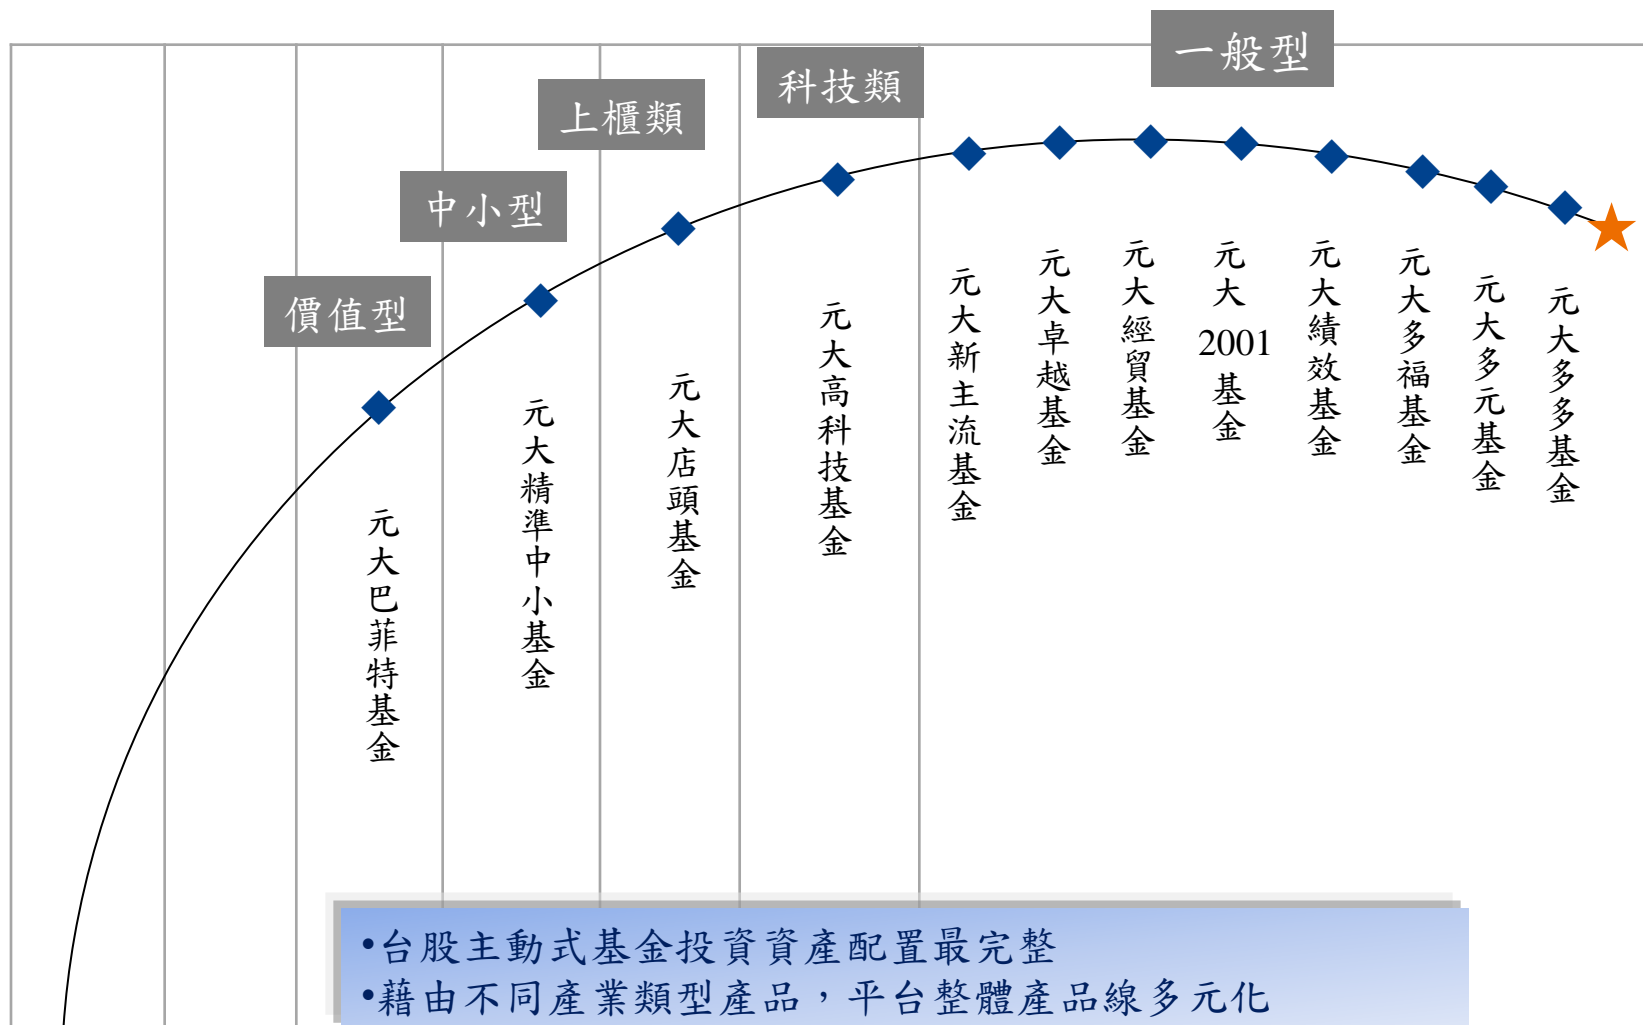 一般型
科技類
上櫃類
中小型
價值型
元大巴菲特基金
元大精準中小基金
元大店頭基金
元大高科技基金
元大新主流基金
元大卓越基金
元大經貿基金
元大2001基金
元大績效基金
元大多福基金
元大多元基金
元大多多基金
•台股主動式基金投資資產配置最完整
•藉由不同產業類型產品，平台整體產品線多元化